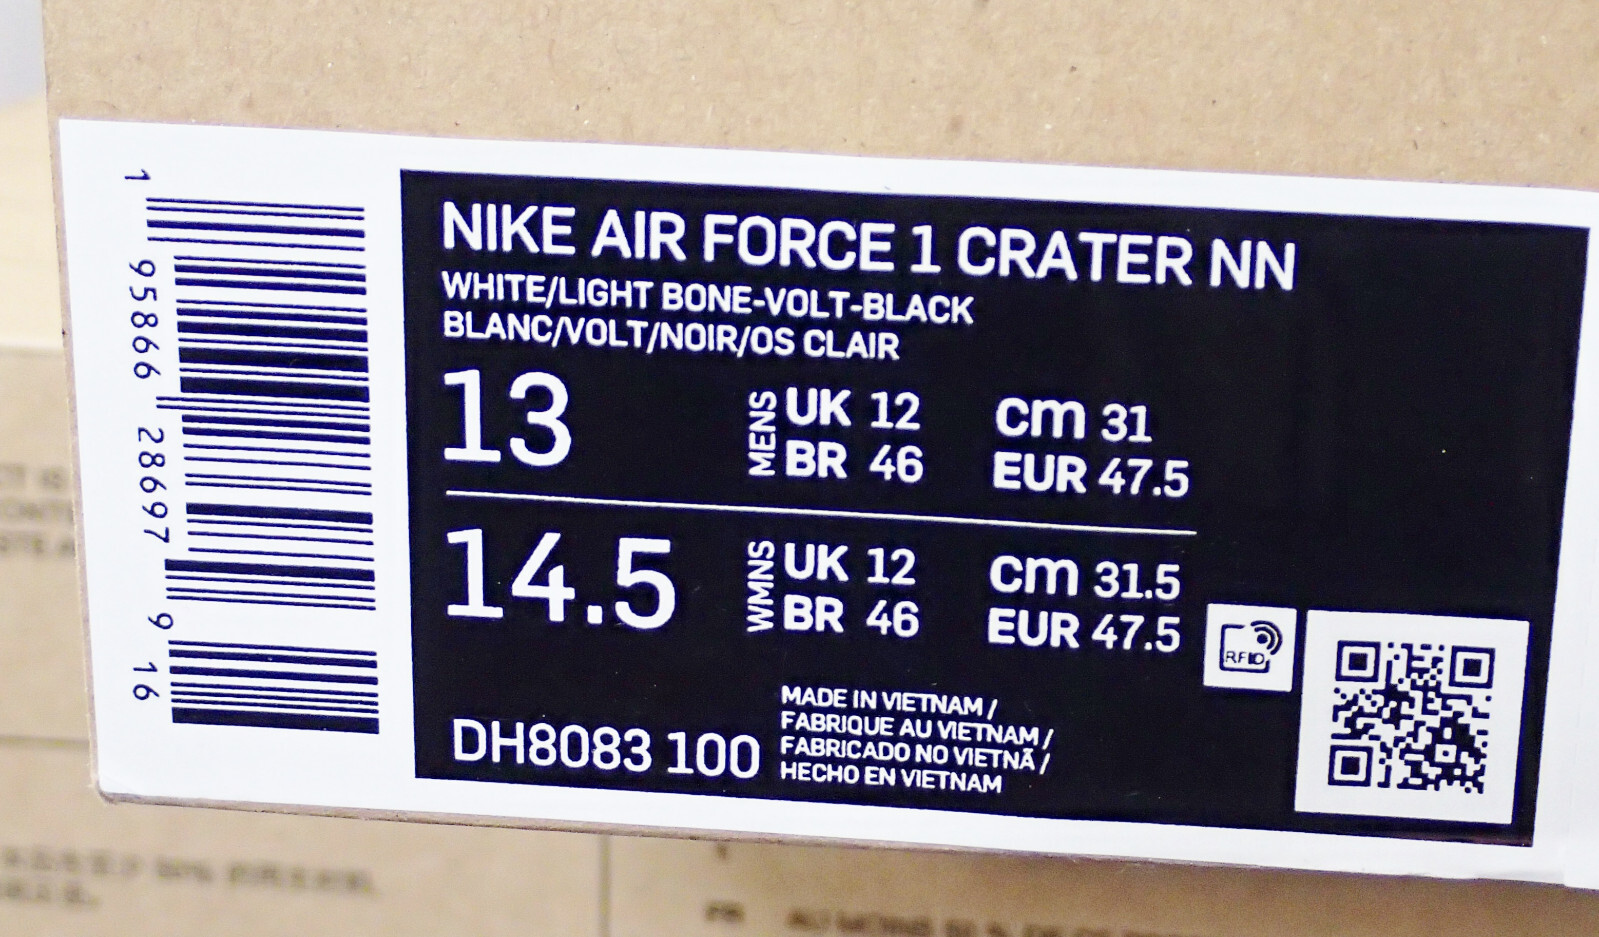 1 95866 28697 9 16
NIKE AIR FORCE 1 CRATER NN
WHITE/LIGHT BONE-VOLT-BLACK
BLANC/VOLT/NOIR/OS CLAIR
13 MENS UK 12 cm 31
BR 46 EUR 47.5
14.5 WMNS UK 12 cm 31.5
BR 46 EUR 47.5
RFID
DH8083 100
MADE IN VIETNAM /
FABRIQUE AU VIETNAM /
FABRICADO NO VIETNÃ /
HECHO EN VIETNAM